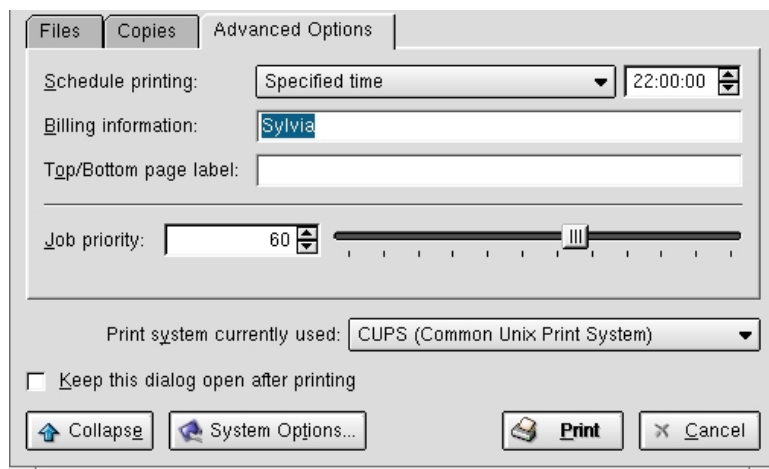 Files Copies Advanced Options
Schedule printing: Specified time 22:00:00
Billing information: Sylvia
Top/Bottom page label:
Job priority: 60
Print system currently used: CUPS (Common Unix Print System)
Keep this dialog open after printing
Collapse System Options... Print Cancel